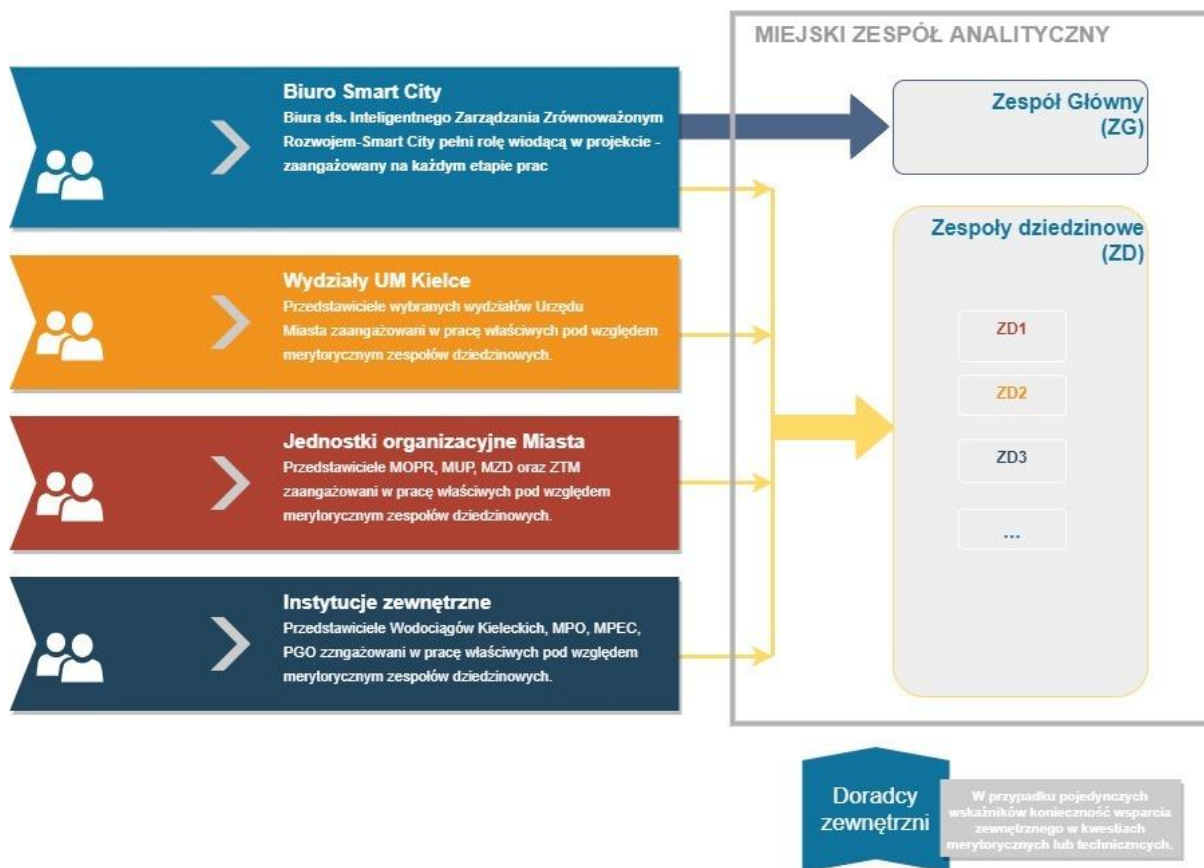 MIEJSKI ZESPÓŁ ANALITYCZNY
Biuro Smart City
Biura ds. Inteligentnego Zarządzania Zrównoważonym
Rozwojem-Smart City pełni rolę wiodącą w projekcie -
zaangażowany na każdym etapie prac
Zespół Główny
(ZG)
Wydziały UM Kielce
Przedstawiciele wybranych wydziałów Urzędu
Miasta zaangażowani w pracę właściwych pod względem
merytorycznym zespołów dziedzinowych.
Jednostki organizacyjne Miasta
Przedstawiciele MOPR, MUP, MZD oraz ZTM
zaangażowani w pracę właściwych pod względem
merytorycznym zespołów dziedzinowych.
Instytucje zewnętrzne
Przedstawiciele Wodociągów Kieleckich, MPO, MPEC,
PGO zzngażowani w pracę właściwych pod względem
merytorycznym zespołów dziedzinowych.
Zespoły dziedzinowe
(ZD)
ZD1
ZD2
ZD3
...
Doradcy
zewnętrzni
W przypadku pojedynczych
wskaźników konieczność wsparcia
zewnętrznego w kwestiach
merytorycznych lub techniczncych.